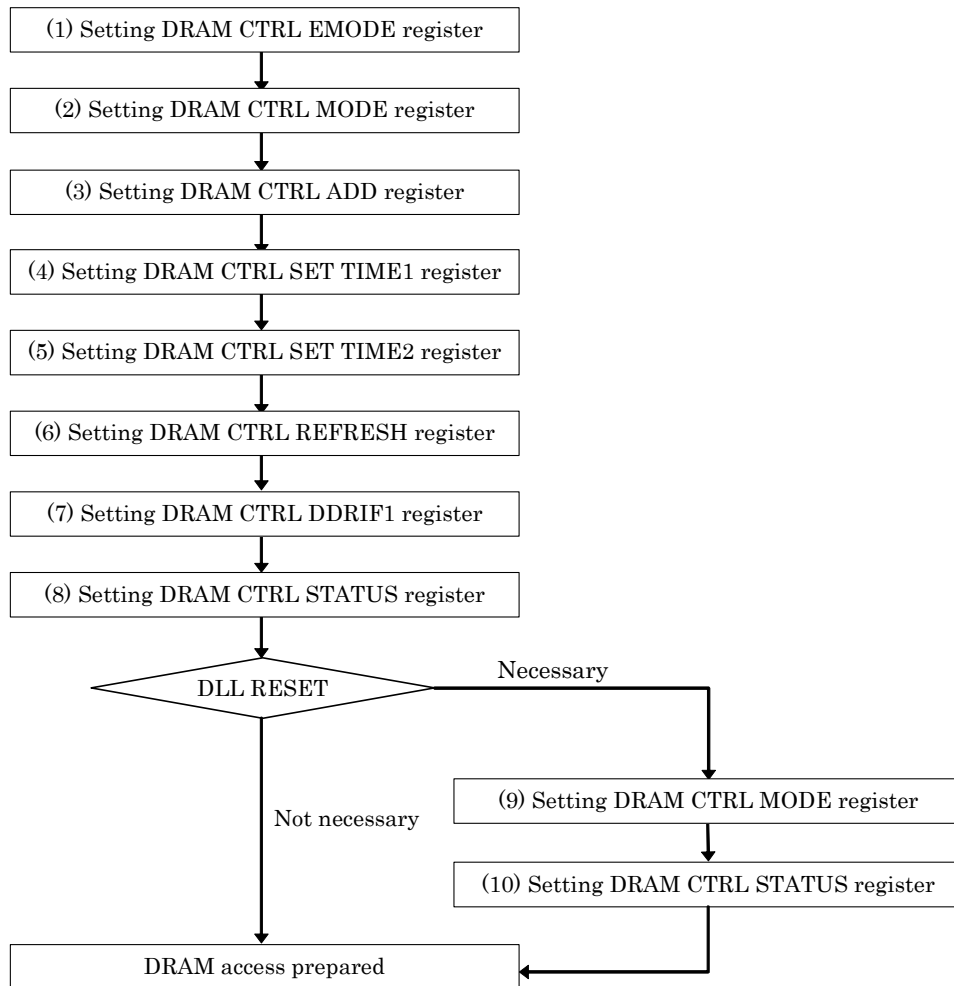 (1) Setting DRAM CTRL EMODE register
(2) Setting DRAM CTRL MODE register
(3) Setting DRAM CTRL ADD register
(4) Setting DRAM CTRL SET TIME1 register
(5) Setting DRAM CTRL SET TIME2 register
(6) Setting DRAM CTRL REFRESH register
(7) Setting DRAM CTRL DDRIF1 register
(8) Setting DRAM CTRL STATUS register
DLL RESET
Necessary
(9) Setting DRAM CTRL MODE register
Not necessary
(10) Setting DRAM CTRL STATUS register
DRAM access prepared